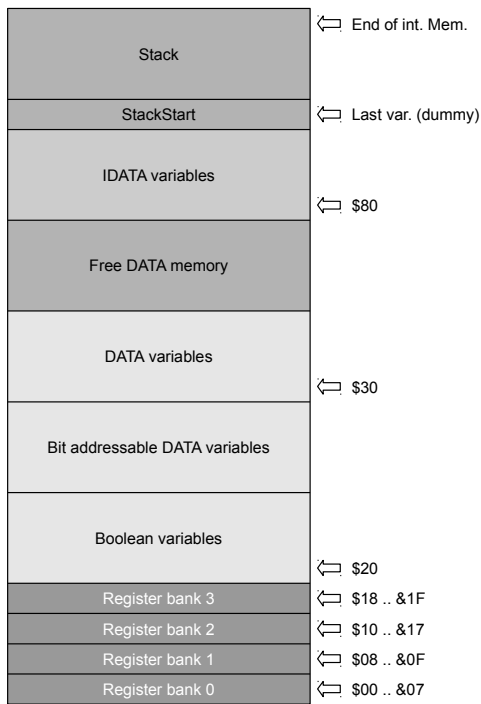 End of int. Mem.
Stack
StackStart
Last var. (dummy)
IDATA variables
$80
Free DATA memory
DATA variables
$30
Bit addressable DATA variables
Boolean variables
$20
Register bank 3
$18 .. &1F
Register bank 2
$10 .. &17
Register bank 1
$08 .. &0F
Register bank 0
$00 .. &07